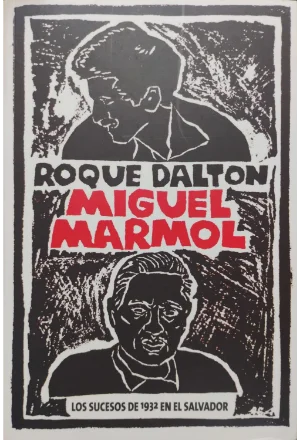 ROQUE DALTON
MIGUEL
MARMOL
LOS SUCESOS DE 1932 EN EL SALVADOR